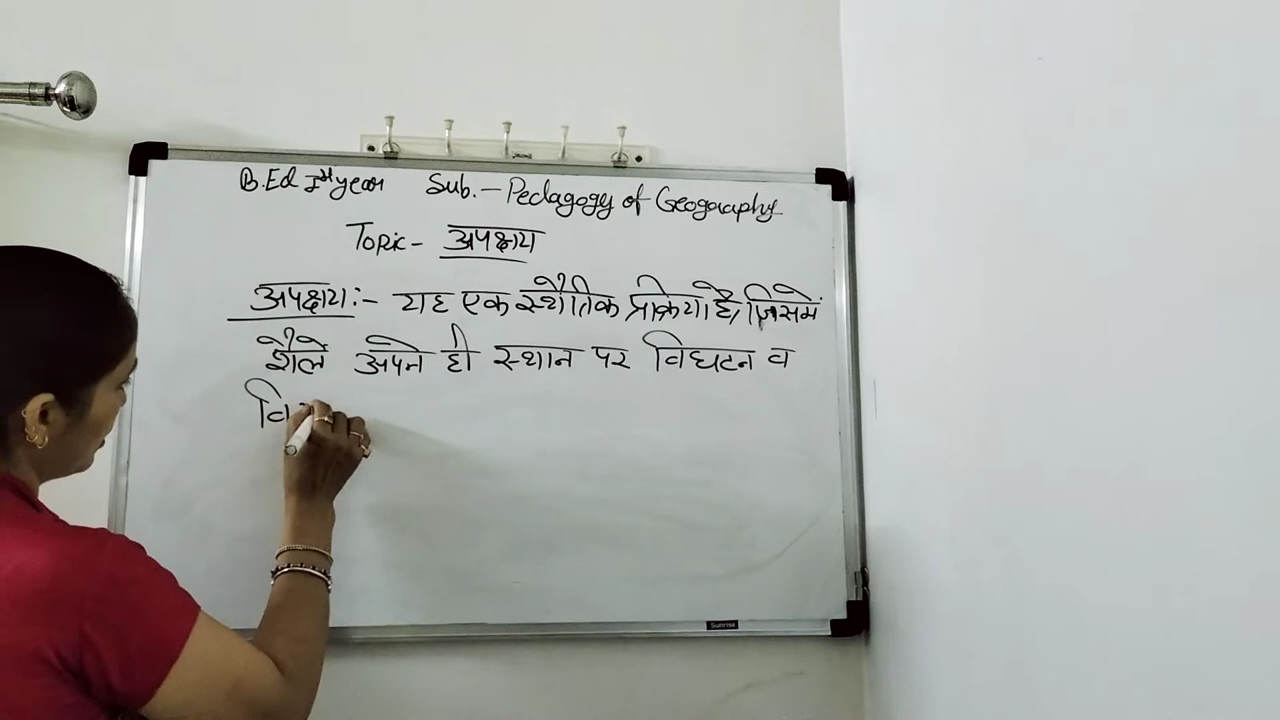 B.Ed Ist year Sub.- Pedagogy of Geography
Topic- अपक्षय
अपक्षय:- यह एक स्थैतिक प्रक्रिया है, जिसमें
शैले अपने ही स्थान पर विघटन व
वि
Sunrise